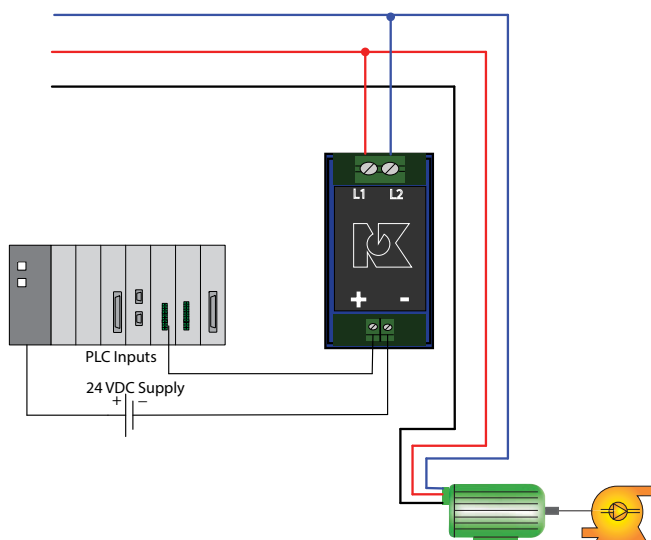 L1 L2
+ -
PLC Inputs
24 VDC Supply
+ −